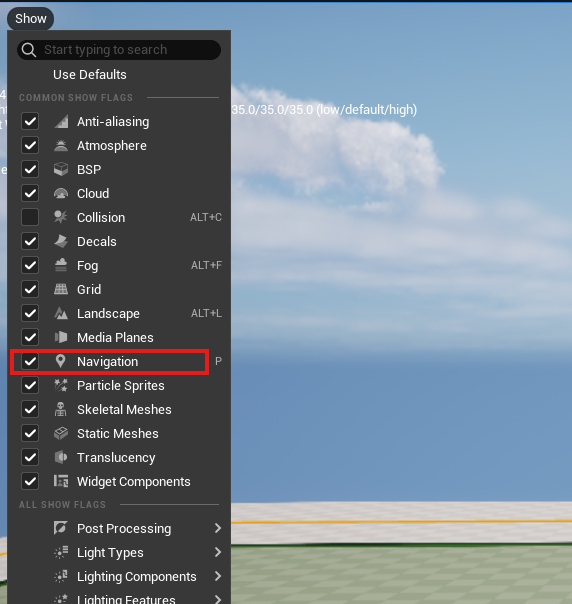 Show
Start typing to search
Use Defaults
COMMON SHOW FLAGS
35.0/35.0/35.0 (low/default/high)
Anti-aliasing
Atmosphere
BSP
Cloud
Collision ALT+C
Decals
Fog ALT+F
Grid
Landscape ALT+L
Media Planes
Navigation P
Particle Sprites
Skeletal Meshes
Static Meshes
Translucency
Widget Components
ALL SHOW FLAGS
Post Processing
Light Types
Lighting Components
Lighting Features